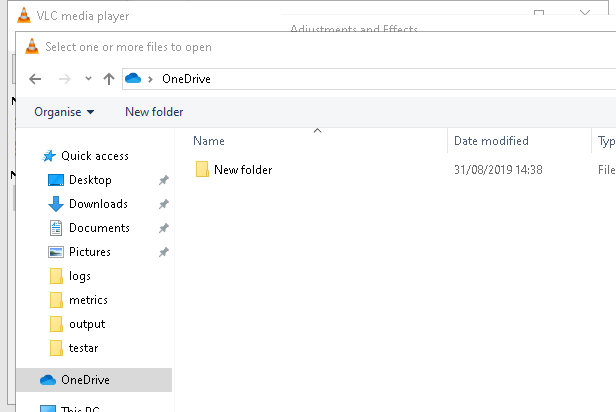 VLC media player
Adjustments and Effects
Select one or more files to open
OneDrive
Organise New folder
Name Date modified Typ
New folder 31/08/2019 14:38 File
Quick access
Desktop
Downloads
Documents
Pictures
logs
metrics
output
testar
OneDrive
This PC